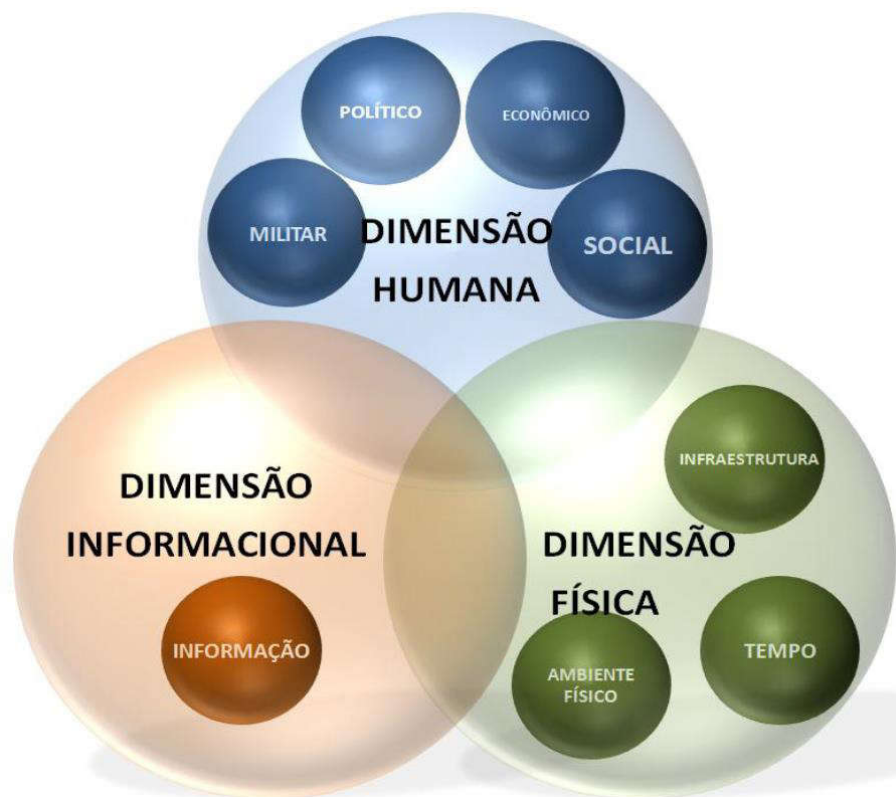 POLÍTICO
ECONÔMICO
MILITAR
DIMENSÃO
HUMANA
SOCIAL
DIMENSÃO
INFORMACIONAL
INFORMAÇÃO
INFRAESTRUTURA
DIMENSÃO
FÍSICA
AMBIENTE
FÍSICO
TEMPO